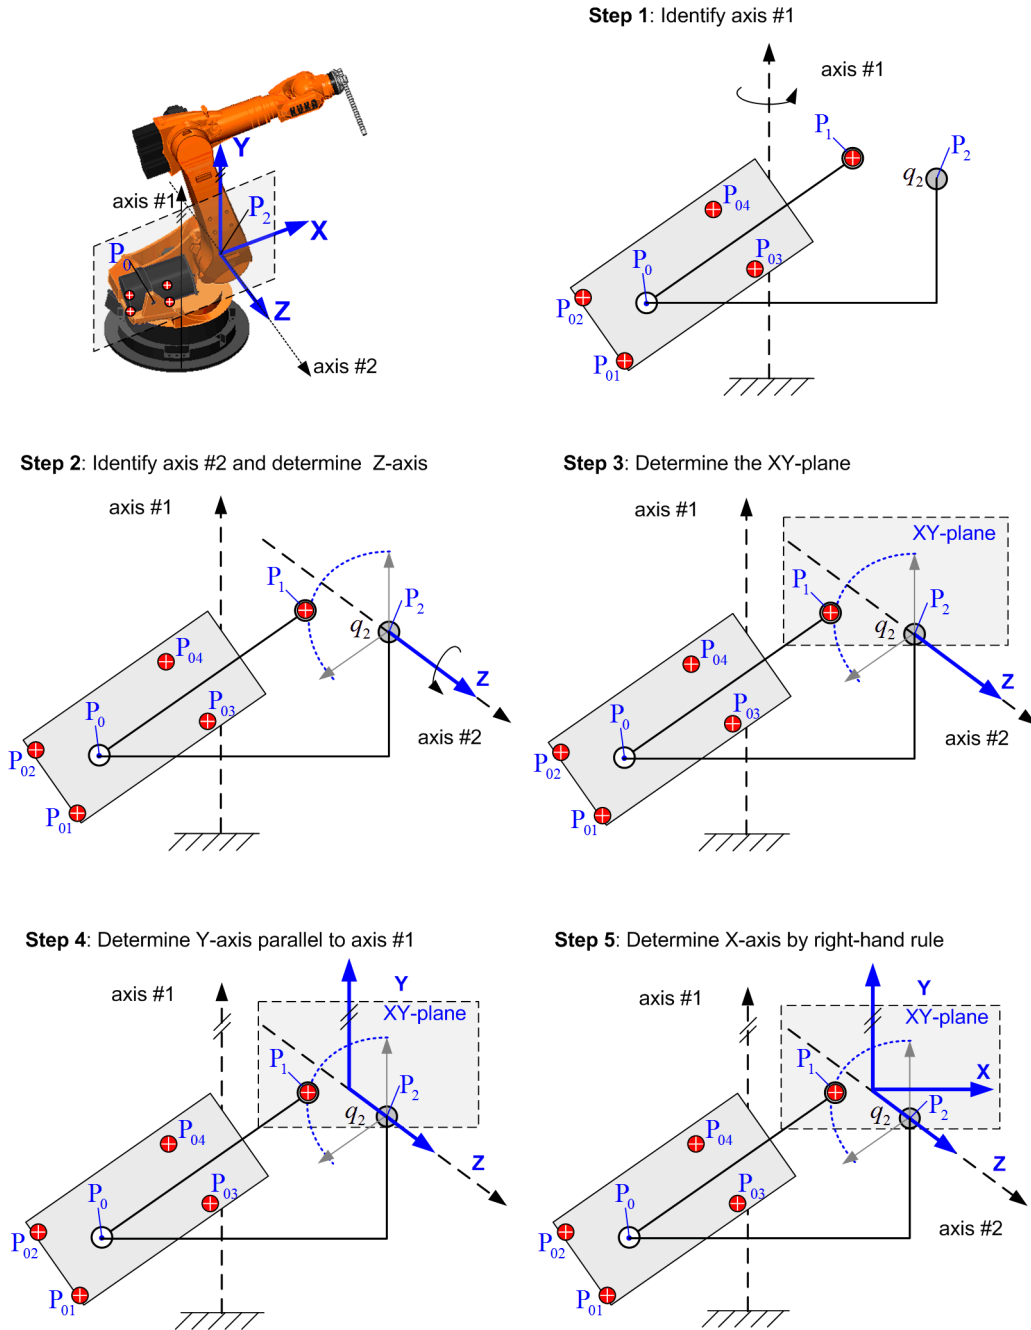 Step 1: Identify axis #1
axis #1
P1
P2
q2
P04
P03
P0
P02
P01
Y
axis #1
P2
X
P0
Z
axis #2
KUKA
Step 2: Identify axis #2 and determine Z-axis
axis #1
P1
P2
q2
P04
Z
P03
P0
axis #2
P02
P01
Step 3: Determine the XY-plane
axis #1
XY-plane
P1
P2
q2
P04
Z
P03
P0
axis #2
P02
P01
Step 4: Determine Y-axis parallel to axis #1
axis #1
Y
XY-plane
P1
P2
q2
P04
Z
P03
P0
P02
P01
Step 5: Determine X-axis by right-hand rule
axis #1
Y
XY-plane
P1
X
P2
q2
P04
Z
P03
P0
axis #2
P02
P01